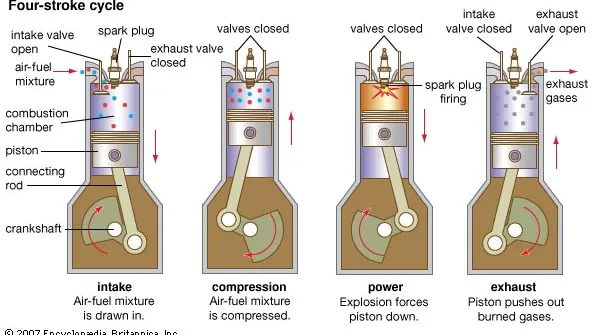 Four-stroke cycle
intake valve
open
spark plug
exhaust valve
closed
air-fuel
mixture
combustion
chamber
piston
connecting
rod
crankshaft
intake
Air-fuel mixture
is drawn in.
valves closed
compression
Air-fuel mixture
is compressed.
valves closed
spark plug
firing
power
Explosion forces
piston down.
intake
valve closed
exhaust
valve open
exhaust
gases
exhaust
Piston pushes out
burned gases.
© 2007 Encyclopædia Britannica, Inc.